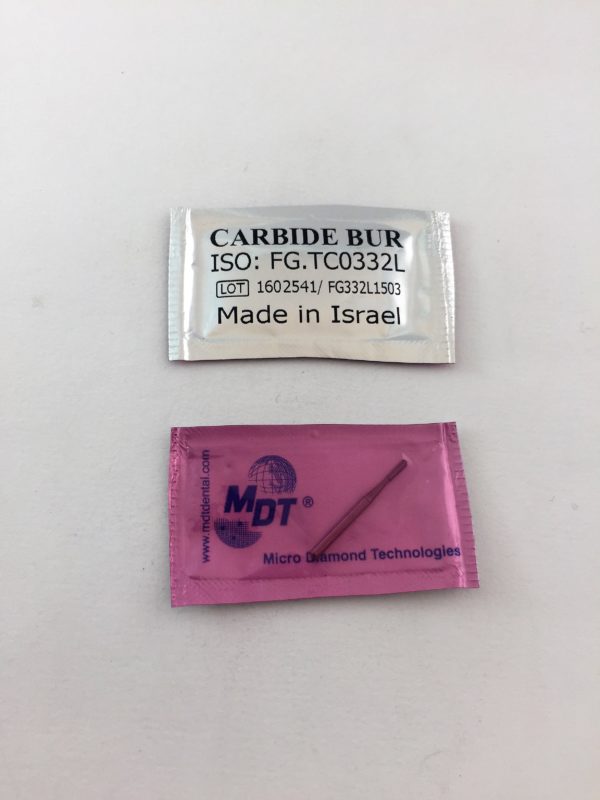 CARBIDE BUR
ISO: FG.TC0332L
LOT 1602541/ FG332L1503
Made in Israel
www.mdtdental.com
MDT®
Micro Diamond Technologies